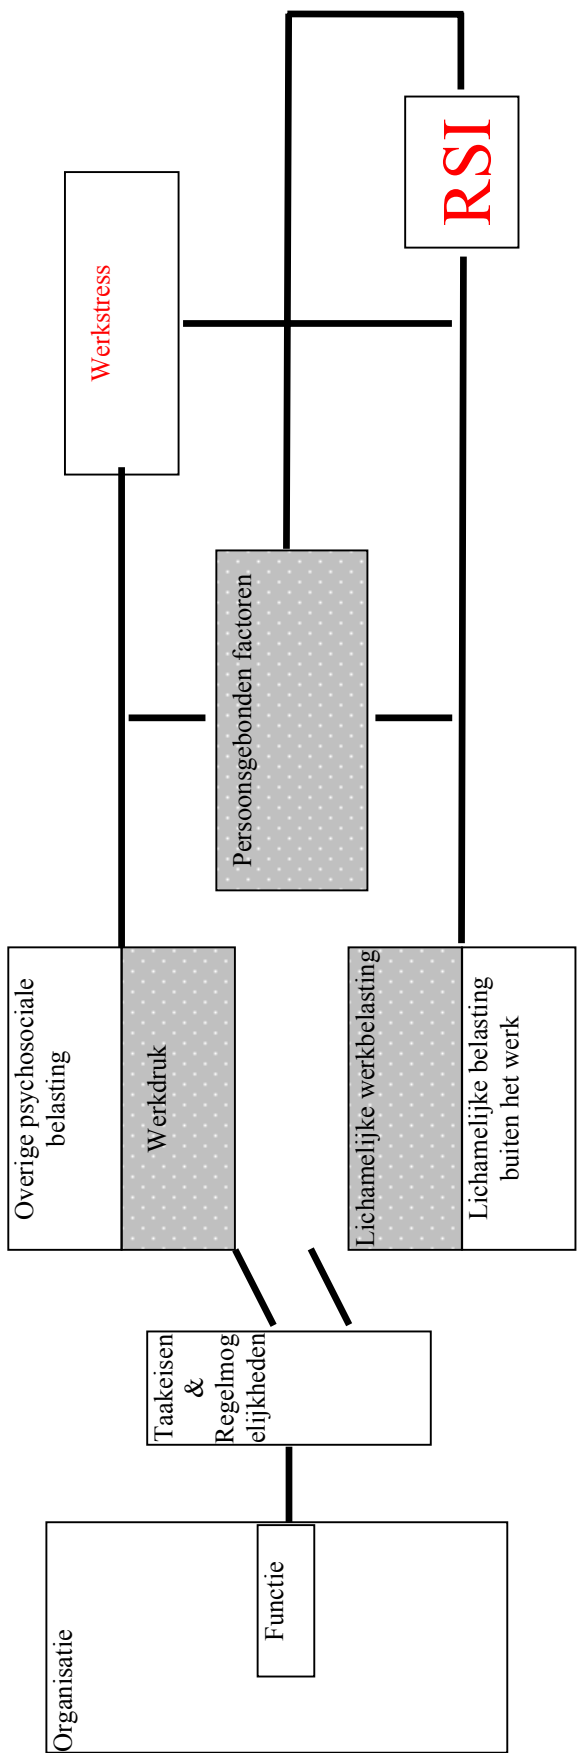 Organisatie
Functie
Taakeisen
&
Regelmog
elijkheden
Overige psychosociale
belasting
Werkdruk
Lichamelijke werkbelasting
Lichamelijke belasting
buiten het werk
Persoonsgebonden factoren
Werkstress
RSI